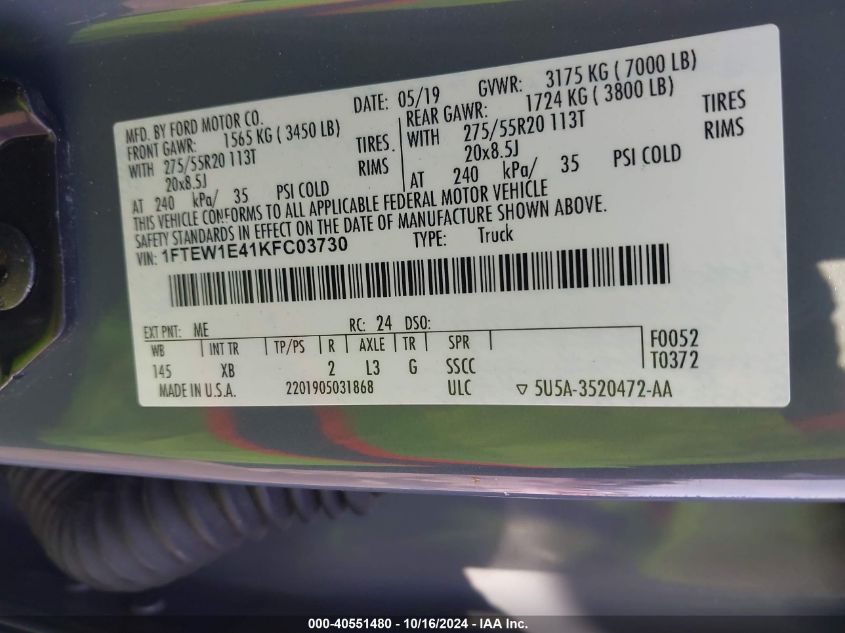 MFD. BY FORD MOTOR CO. DATE: 05/19 GVWR: 3175 KG ( 7000 LB)
FRONT GAWR: 1565 KG ( 3450 LB) REAR GAWR: 1724 KG ( 3800 LB)
WITH 275/55R20 113T TIRES WITH 275/55R20 113T TIRES
20x8.5J RIMS 20x8.5J RIMS
AT 240 kPa/ 35 PSI COLD AT 240 kPa/ 35 PSI COLD
THIS VEHICLE CONFORMS TO ALL APPLICABLE FEDERAL MOTOR VEHICLE
SAFETY STANDARDS IN EFFECT ON THE DATE OF MANUFACTURE SHOWN ABOVE.
VIN: 1FTEW1E41KFC03730 TYPE: Truck
EXT PNT: ME RC: 24 DSO:
WB INT TR TP/PS R AXLE TR SPR F0052
145 XB 2 L3 G SSCC T0372
MADE IN U.S.A. 2201905031868 ULC ▽ 5U5A-3520472-AA
000-40551480 - 10/16/2024 - IAA Inc.